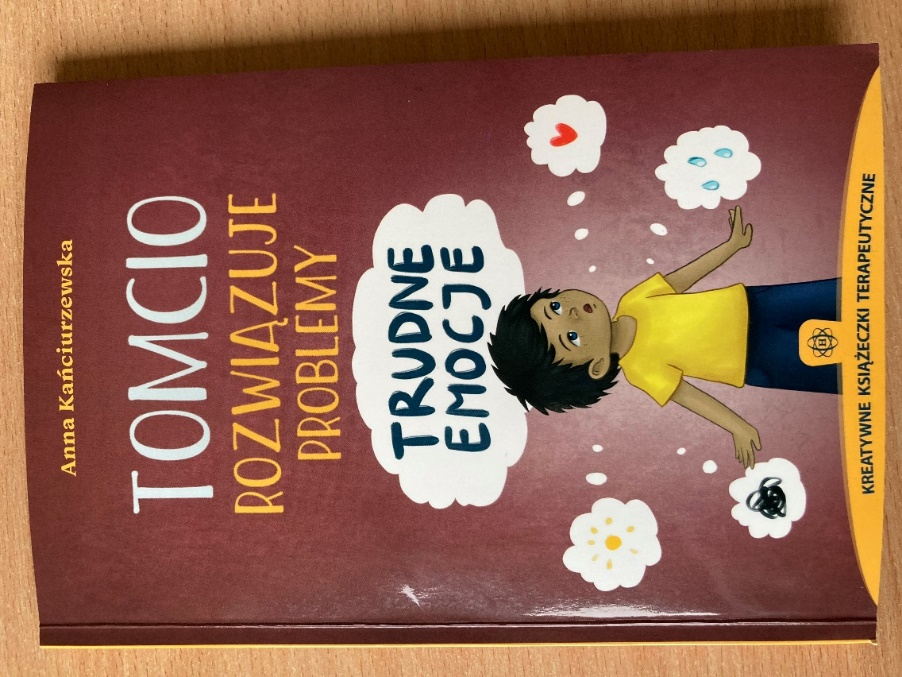 Anna Kańciurzewska
TOMCIO
ROZWIĄZUJE
PROBLEMY
TRUDNE
EMOCJE
H
KREATYWNE KSIĄŻECZKI TERAPEUTYCZNE